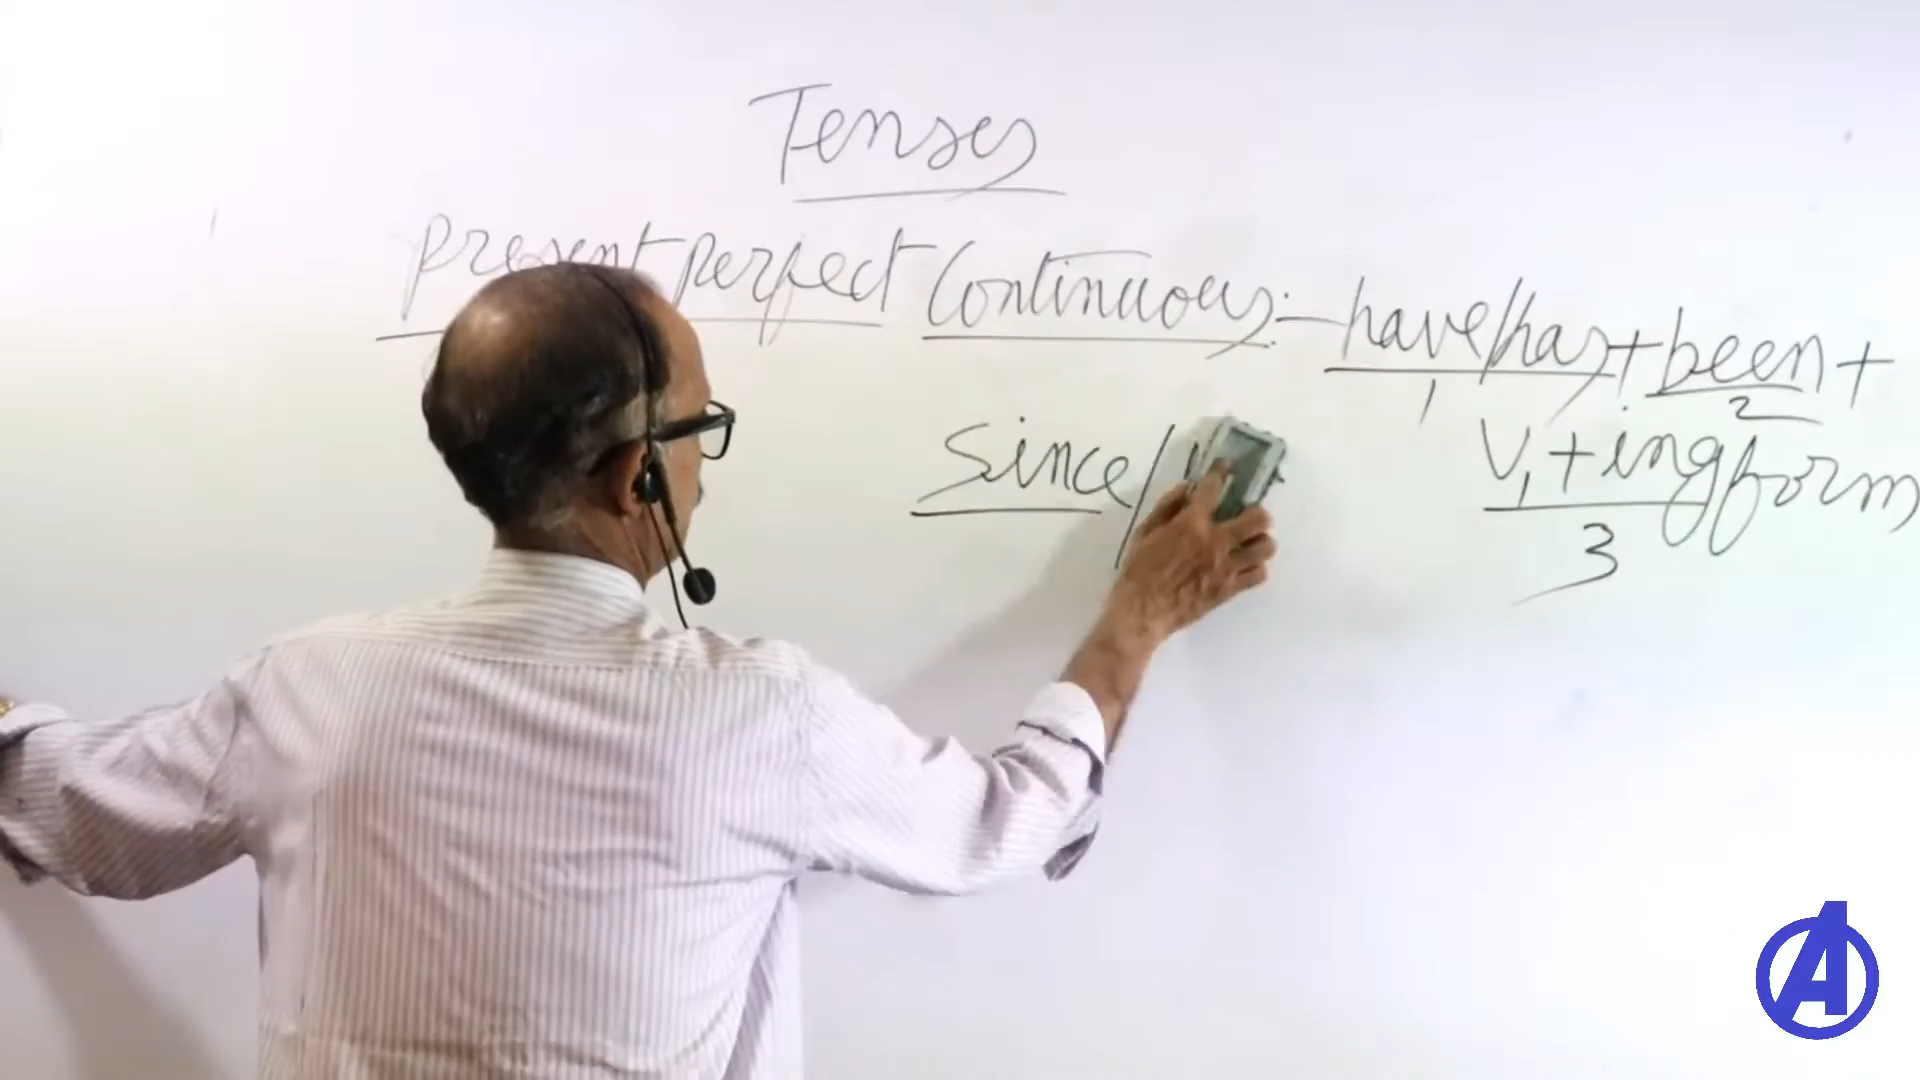 Tenses
present perfect Continuous:- have/has + been +
since/
V1 + ing form
1
2
3